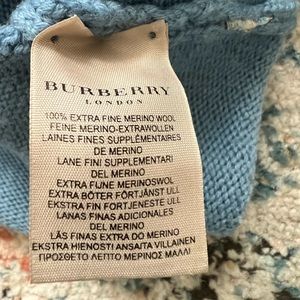 BURBERRY
LONDON
100% EXTRA FINE MERINO WOOL
FEINE MERINO-EXTRAWOLLEN
LAINES FINES SUPPLÉMENTAIRES
DE MERINO
LANE FINI SUPPLEMENTARI
DEL MERINO
EXTRA FIJNE MERINOSWOL
EXTRA BÖTER FÖRTJÄNST ULL
EKSTRA FIN FORTJENESTE ULL
LANAS FINAS ADICIONALES
DEL MERINO
LÃS FINAS EXTRA DO MERINO
EKSTRA HIENOSTI ANSAITA VILLAINEN
ΠΡΟΣΘΕΤΟ ΛΕΠΤΟ ΜΕΡΙΝΟΣ ΜΑΛΛΙ